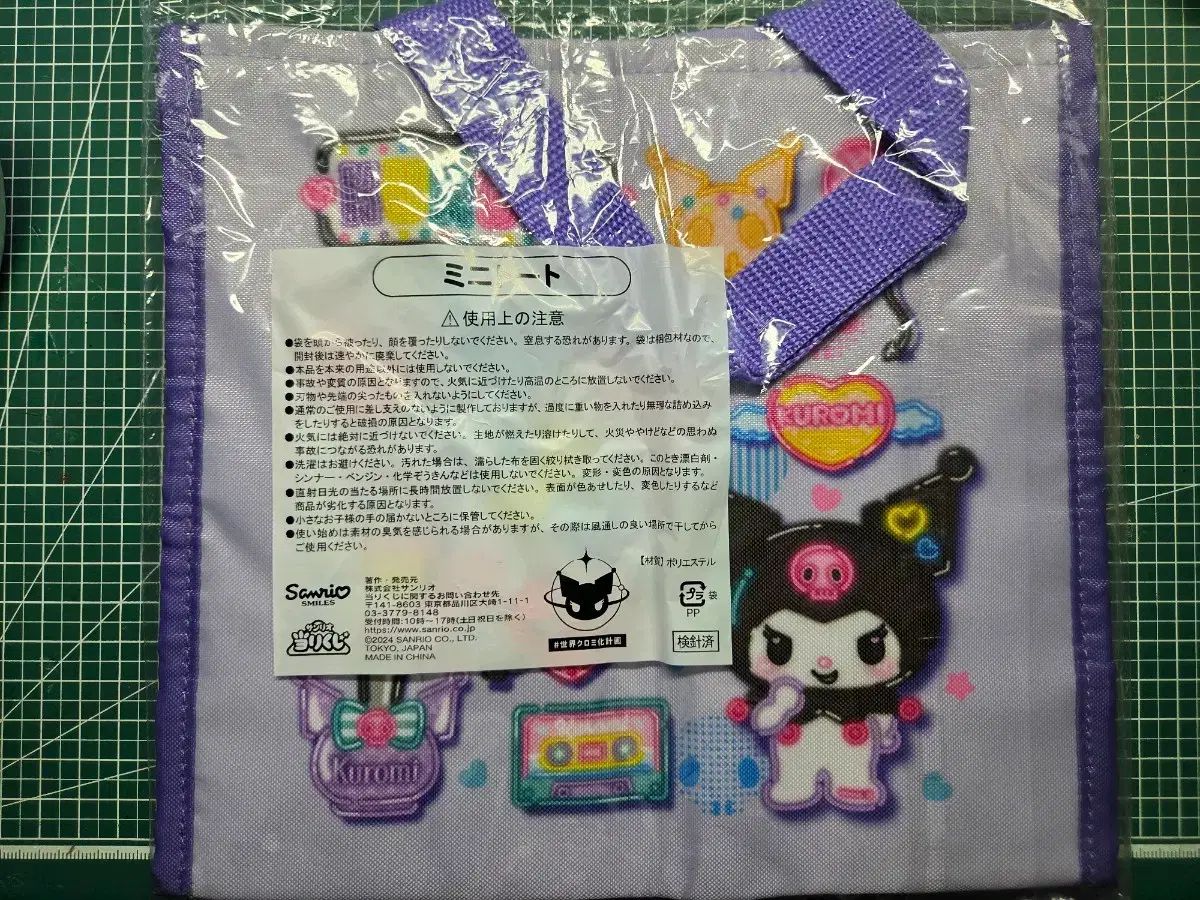 ミニトート
⚠使用上の注意
●袋を頭から被ったり、顔を覆ったりしないでください。窒息する恐れがあります。袋は梱包材なので、
開封後は速やかに廃棄してください。
●本品を本来の用途以外には使用しないでください。
●事故や変質の原因となりますので、火気に近づけたり高温のところに放置しないでください。
●刃物や先端の尖ったものを入れないようにしてください。
●通常のご使用に差し支えのないように製作しておりますが、過度に重い物を入れたり無理な詰め込み
をしたりすると破損の原因となります。
●火気には絶対に近づけないでください。生地が燃えたり溶けたりして、火災ややけどなどの思わぬ
事故につながる恐れがあります。
●洗濯はお避けください。汚れた場合は、濡らした布を固く絞り拭き取ってください。このとき漂白剤・
シンナー・ベンジン・化学ぞうきんなどは使用しないでください。変形・変色の原因となります。
●直射日光の当たる場所に長時間放置しないでください。表面が色あせしたり、変色したりするなど
商品が劣化する原因となります。
●小さなお子様の手の届かないところに保管してください。
●使い始めは素材の臭気を感じられる場合がありますが、その際は風通しの良い場所で干してから
ご使用ください。
【材質】ポリエステル
Sanrio
SMILES
サンリオ
当りくじ
著作・発売元
株式会社サンリオ
当りくじに関するお問い合わせ先
〒141-8603 東京都品川区大崎1-11-1
03-3779-8148
受付時間:10時～17時(土日祝日を除く)
https://www.sanrio.co.jp
©2024 SANRIO CO., LTD.
TOKYO, JAPAN
MADE IN CHINA
#世界クロミ化計画
プラ 袋
PP
検針済
KUROMI
Kuromi